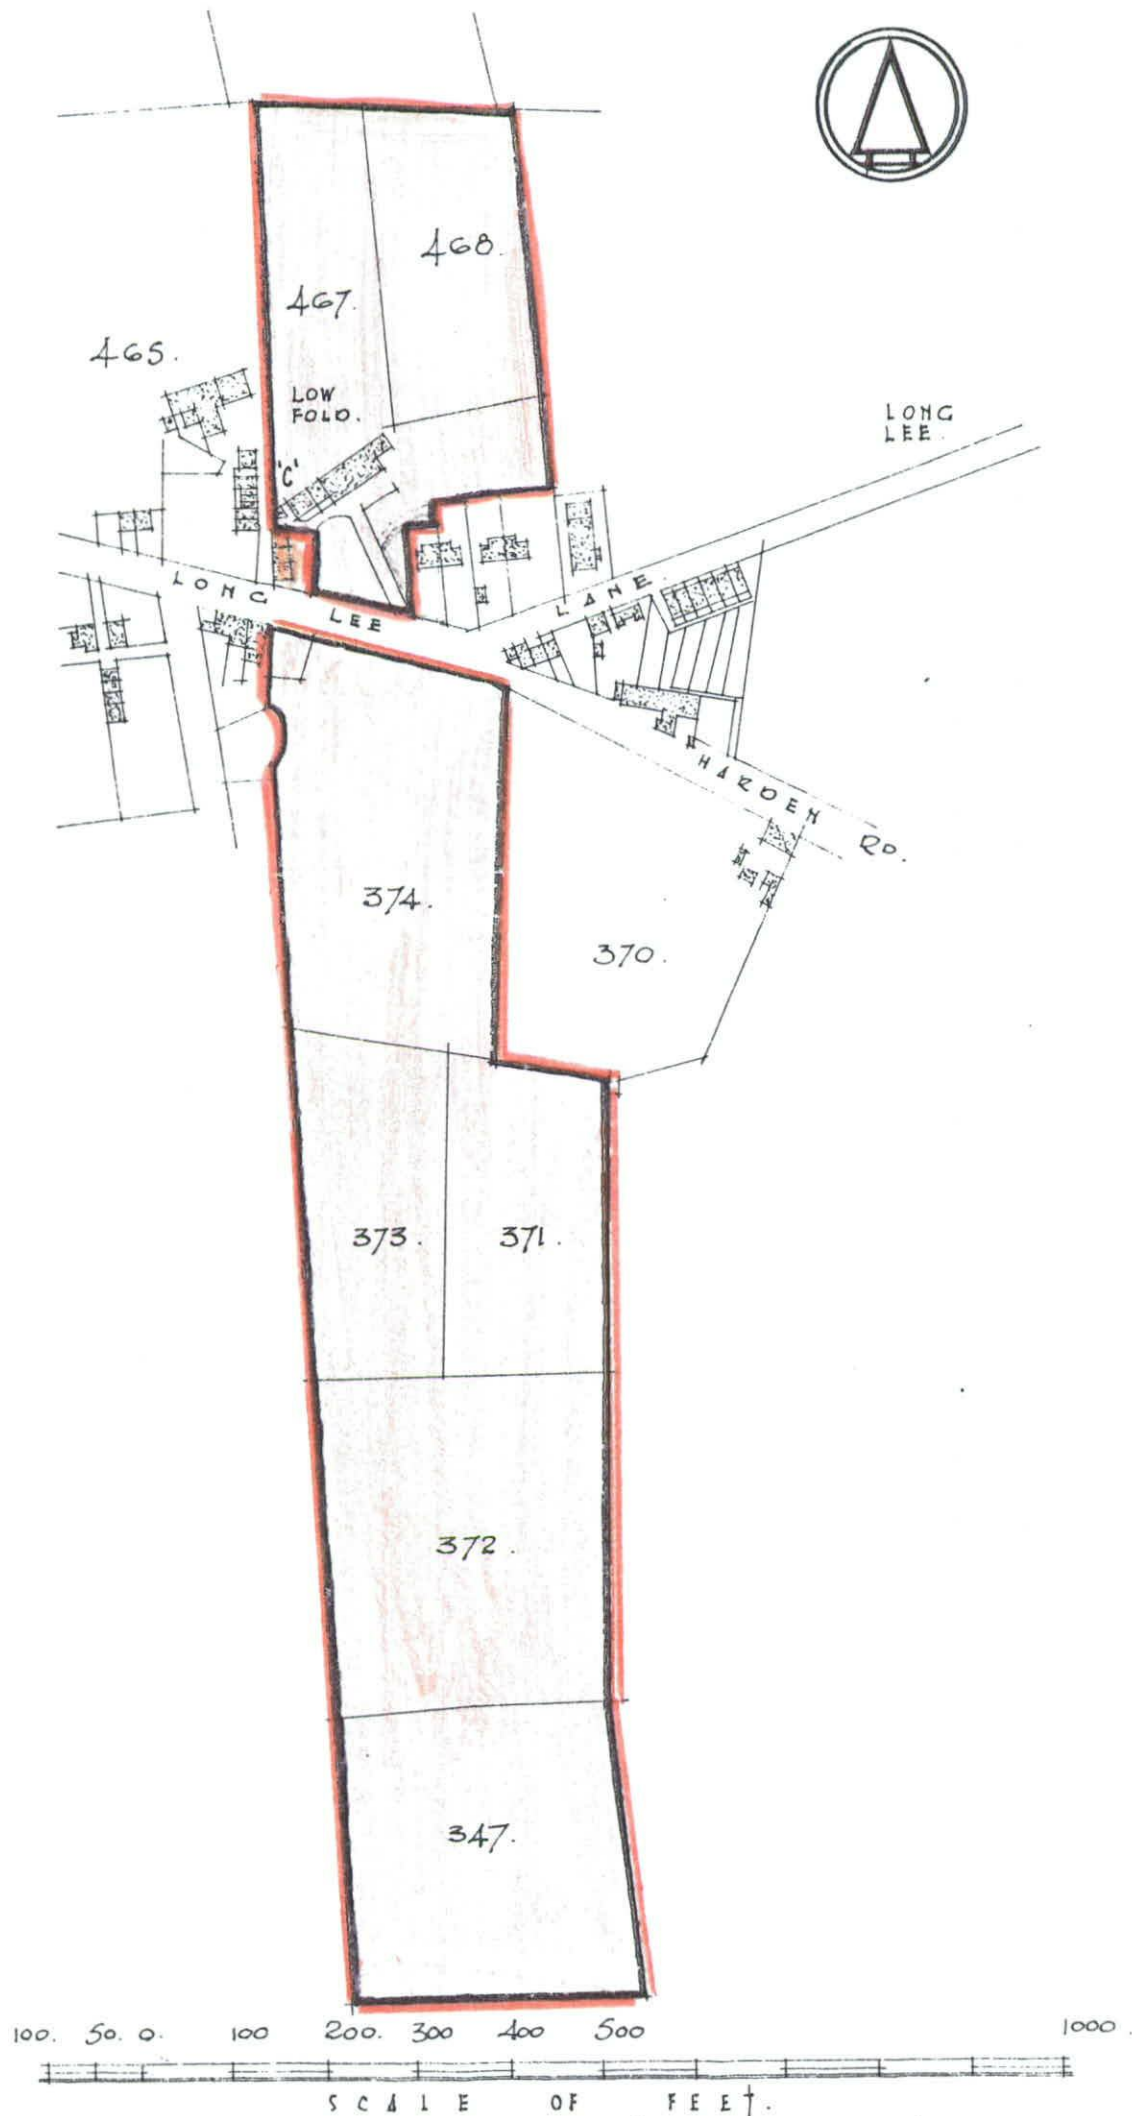 468.
467.
465.
LOW
FOLD.
'C'
LONG
LEE.
LONG LEE LANE.
HARDEN RD.
374.
370.
373. 371.
372.
347.
100. 50. 0. 100 200. 300 400 500 1000.
SCALE OF FEET.